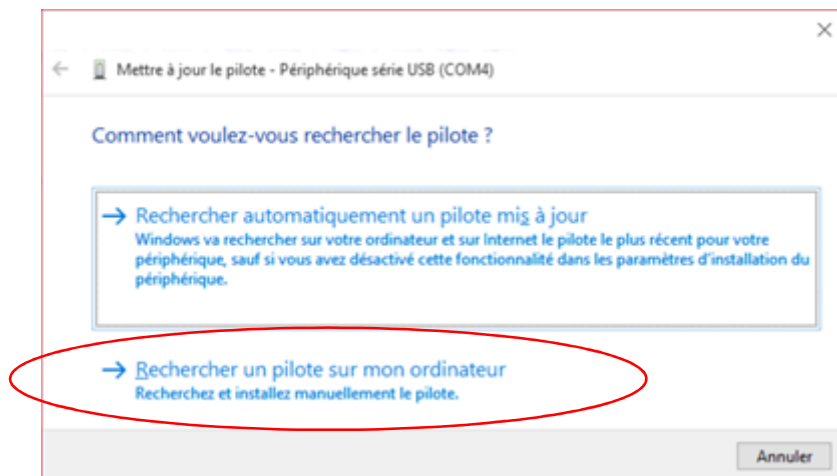 Mettre à jour le pilote - Périphérique série USB (COM4)
Comment voulez-vous rechercher le pilote ?
Rechercher automatiquement un pilote mis à jour
Windows va rechercher sur votre ordinateur et sur Internet le pilote le plus récent pour votre
périphérique, sauf si vous avez désactivé cette fonctionnalité dans les paramètres d'installation du
périphérique.
Rechercher un pilote sur mon ordinateur
Recherchez et installez manuellement le pilote.
Annuler